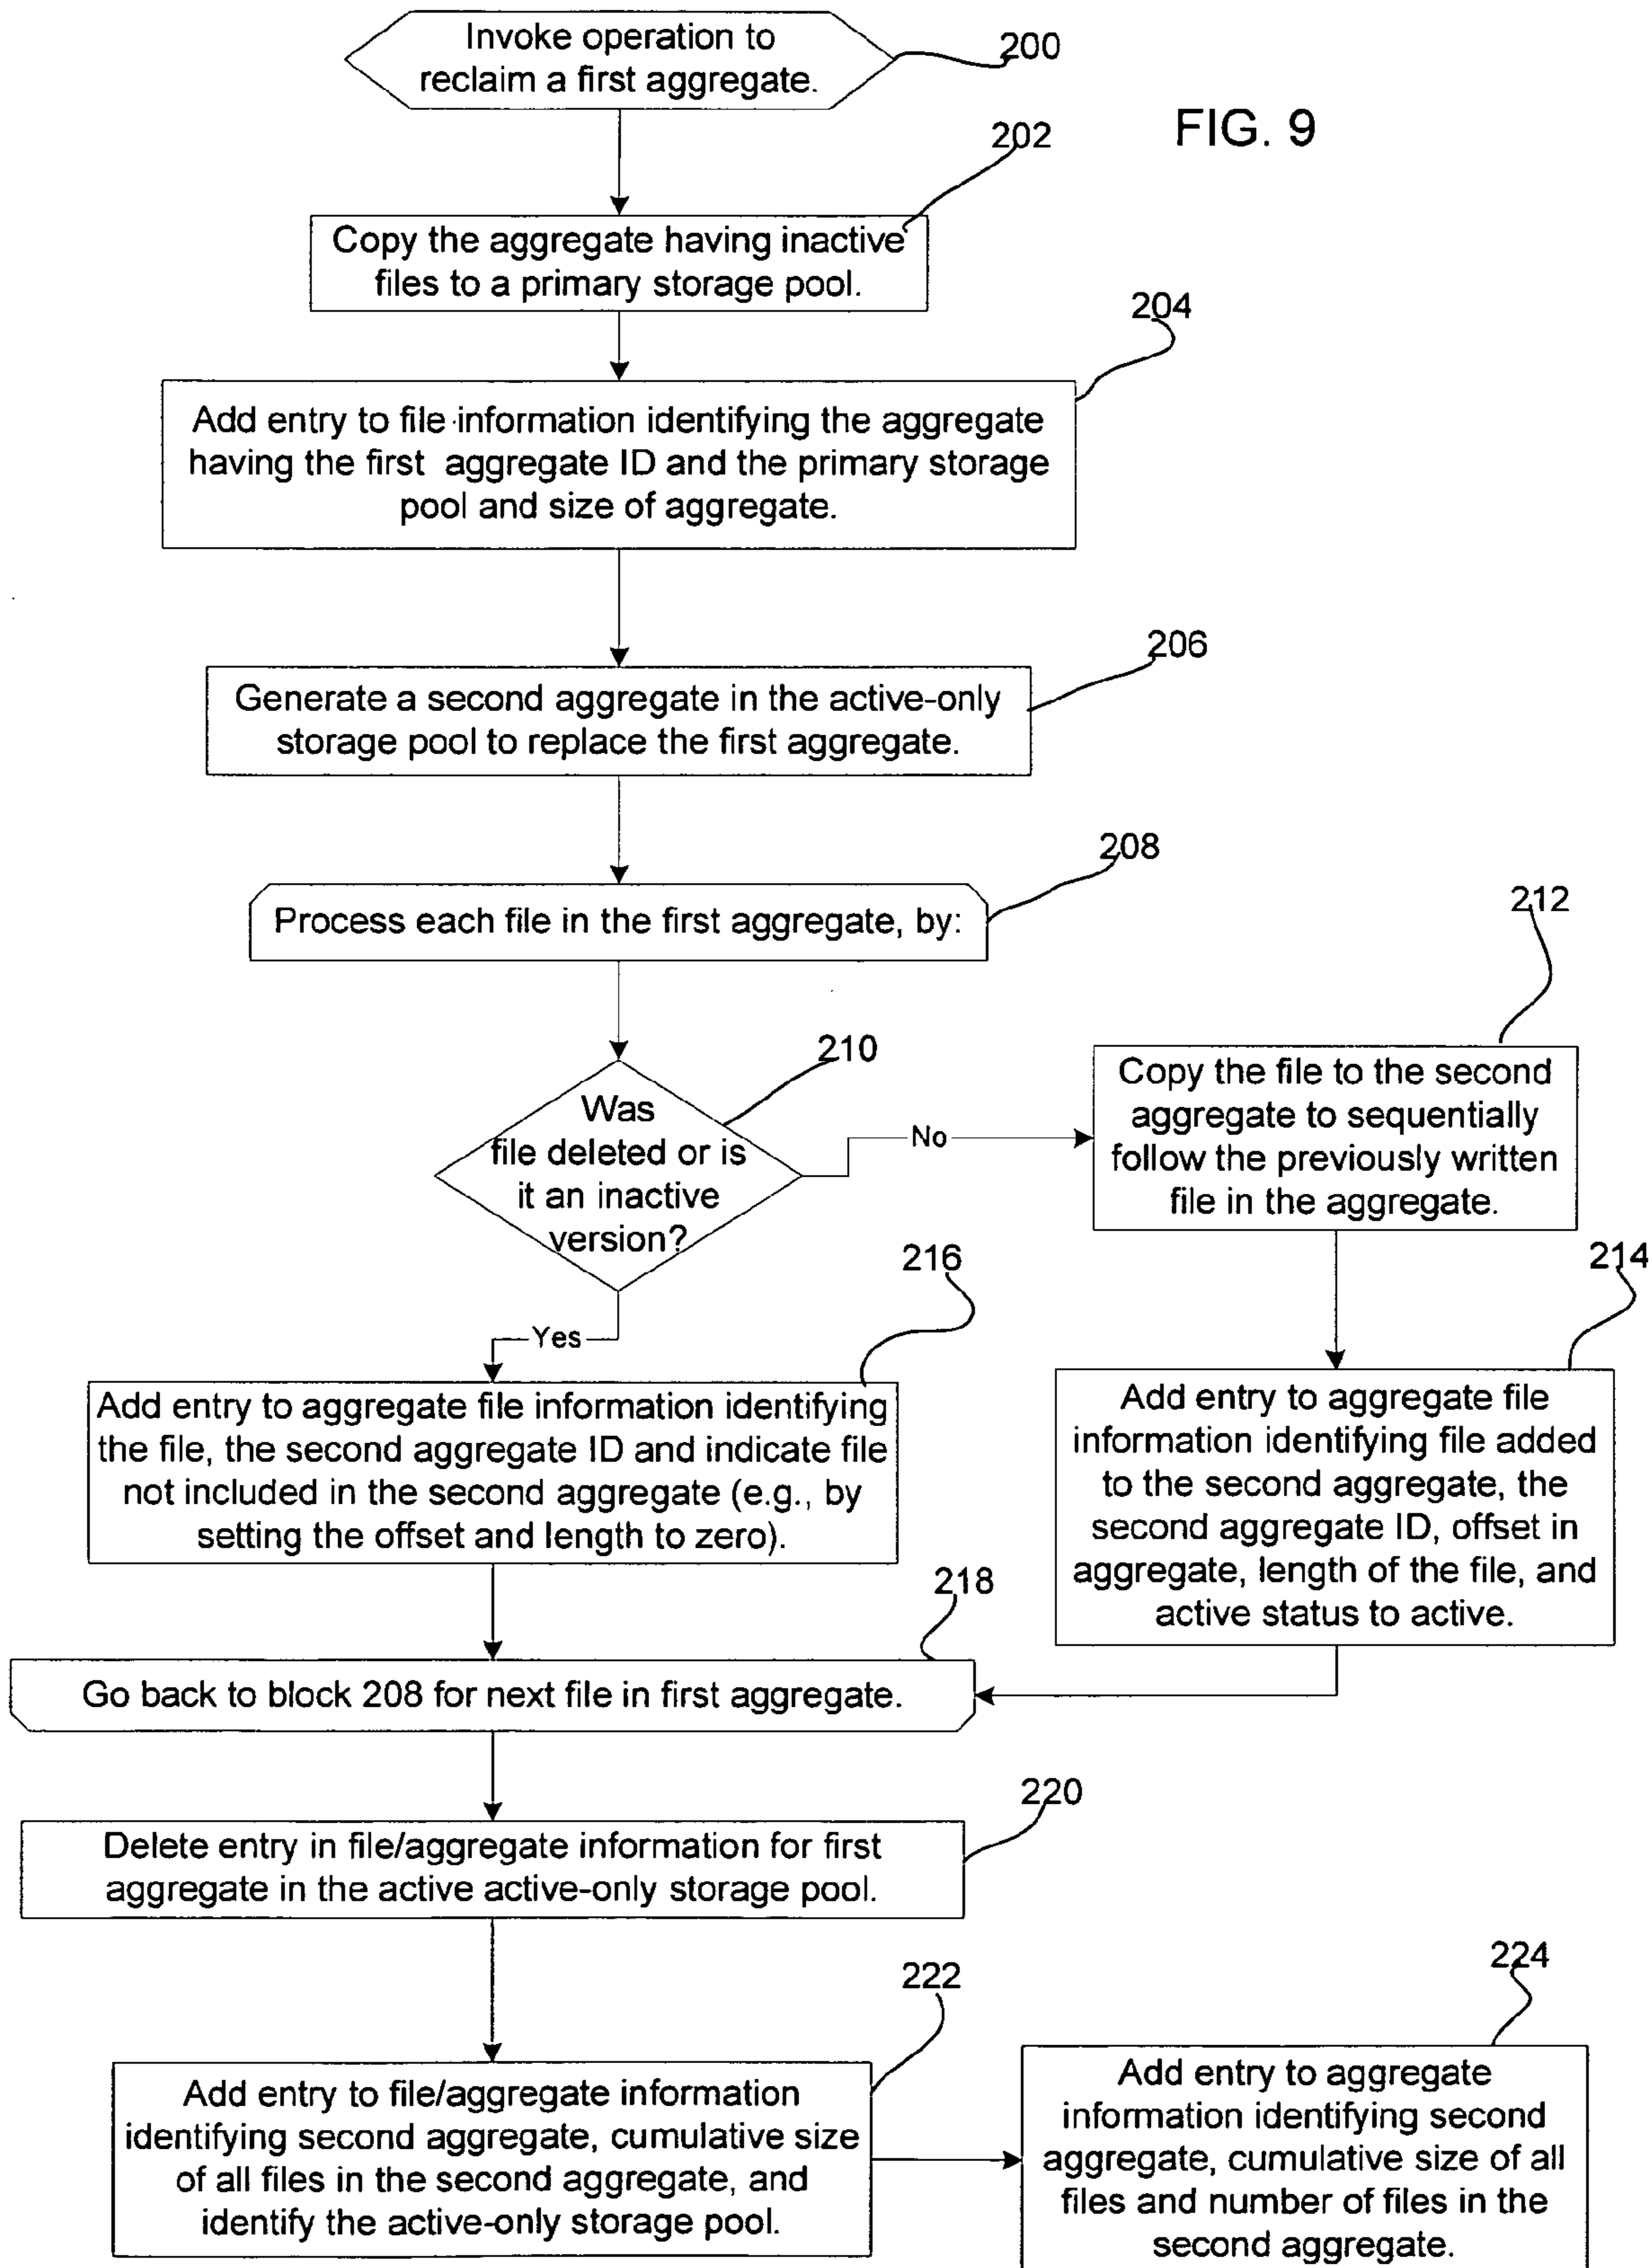 Invoke operation to
reclaim a first aggregate.
200
FIG. 9
202
Copy the aggregate having inactive
files to a primary storage pool.
204
Add entry to file information identifying the aggregate
having the first aggregate ID and the primary storage
pool and size of aggregate.
206
Generate a second aggregate in the active-only
storage pool to replace the first aggregate.
208
Process each file in the first aggregate, by:
210
Was
file deleted or is
it an inactive
version?
No
212
Copy the file to the second
aggregate to sequentially
follow the previously written
file in the aggregate.
214
Add entry to aggregate file
information identifying file added
to the second aggregate, the
second aggregate ID, offset in
aggregate, length of the file, and
active status to active.
Yes
216
Add entry to aggregate file information identifying
the file, the second aggregate ID and indicate file
not included in the second aggregate (e.g., by
setting the offset and length to zero).
218
Go back to block 208 for next file in first aggregate.
220
Delete entry in file/aggregate information for first
aggregate in the active active-only storage pool.
222
Add entry to file/aggregate information
identifying second aggregate, cumulative size
of all files in the second aggregate, and
identify the active-only storage pool.
224
Add entry to aggregate
information identifying second
aggregate, cumulative size of all
files and number of files in the
second aggregate.